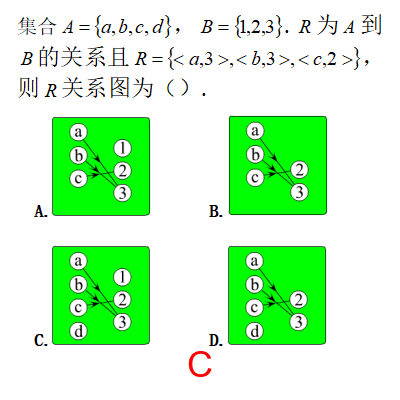 集合 A = {a,b,c,d}， B = {1,2,3}. R 为 A 到
B 的关系且 R = {< a,3 >,< b,3 >,< c,2 >},
则 R 关系图为（）.
a
b
c
1
2
3
A.
a
b
c
2
3
B.
a
b
c
d
1
2
3
C.
a
b
c
d
2
3
D.
C